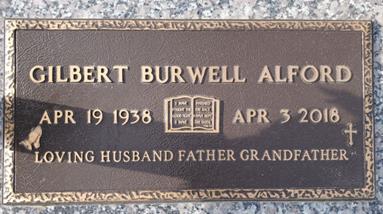 GILBERT BURWELL ALFORD
APR 19 1938
APR 3 2018
LOVING HUSBAND FATHER GRANDFATHER